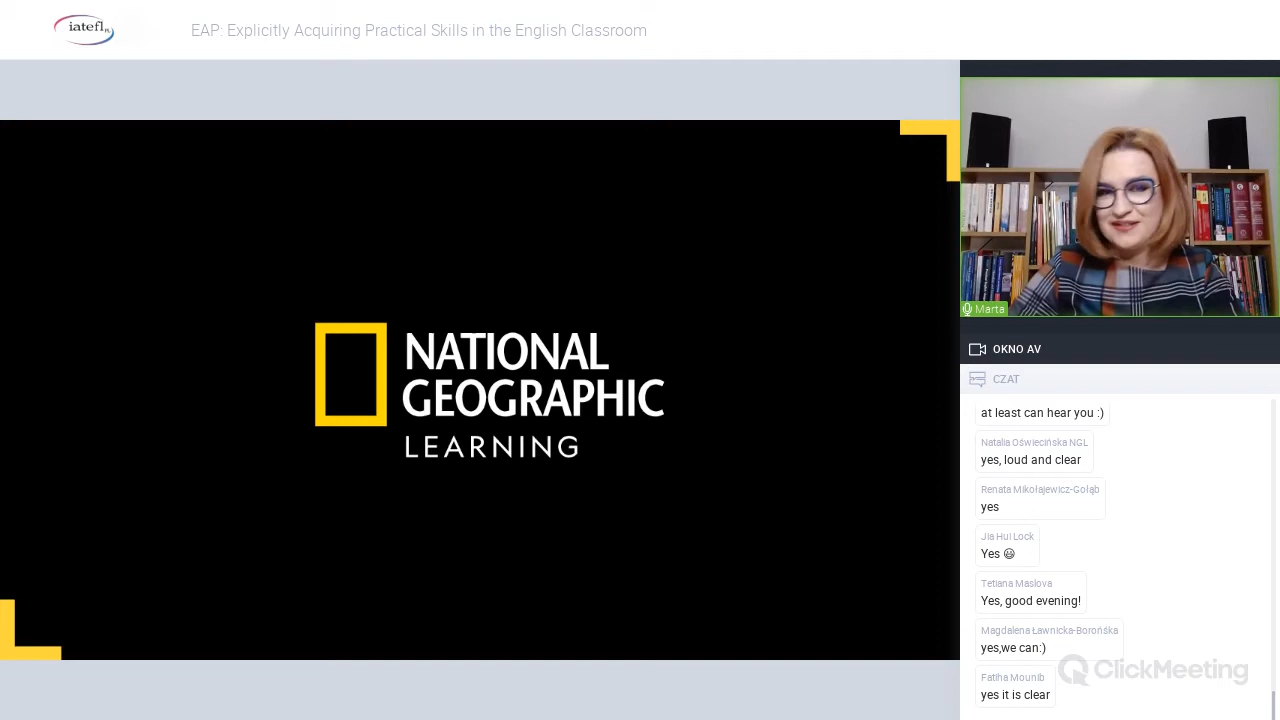 iatefl PL
EAP: Explicitly Acquiring Practical Skills in the English Classroom
NATIONAL
GEOGRAPHIC
LEARNING
Marta
OKNO AV
CZAT
at least can hear you :)
Natalia Oświecińska NGL
yes, loud and clear
Renata Mikołajewicz-Gołąb
yes
Jia Hui Lock
Yes 😃
Tetiana Maslova
Yes, good evening!
Magdalena Ławnicka-Borońśka
yes,we can:)
Fatiha Mounib
yes it is clear
ClickMeeting